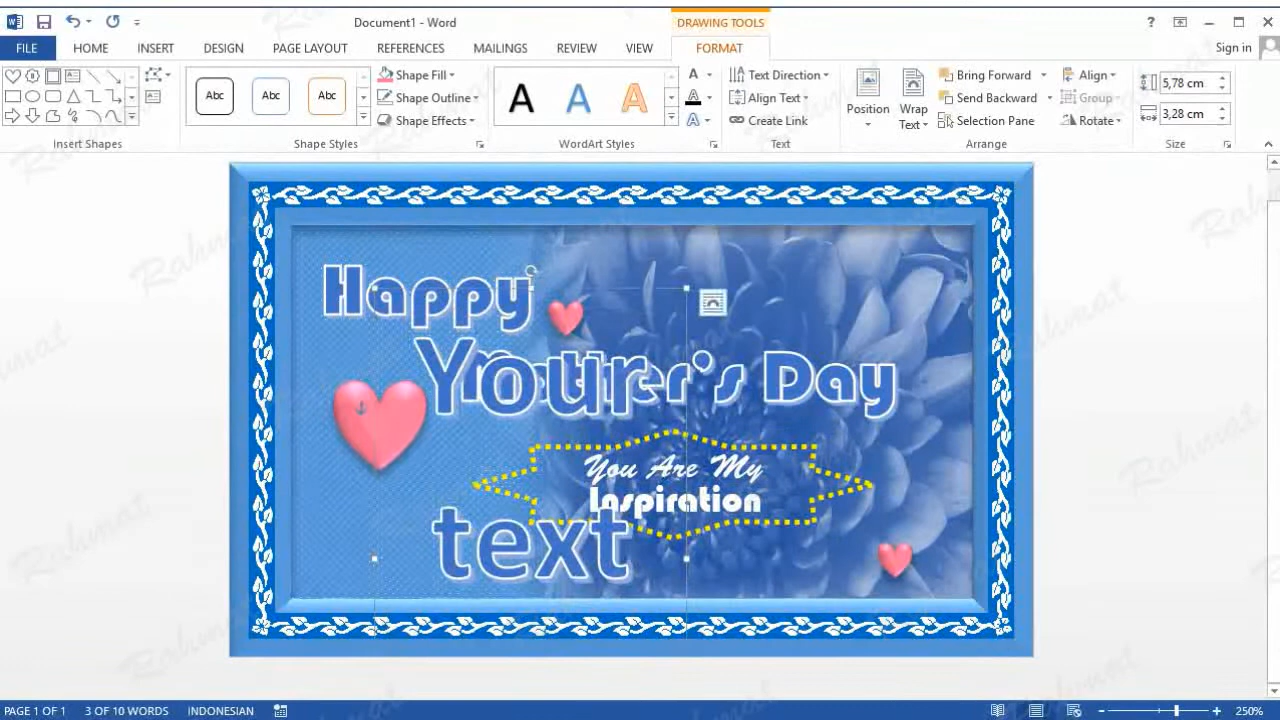 Document1 - Word
DRAWING TOOLS
FILE HOME INSERT DESIGN PAGE LAYOUT REFERENCES MAILINGS REVIEW VIEW FORMAT Sign in
Abc Abc Abc
Shape Fill
Shape Outline
Shape Effects
A A A
Text Direction
Align Text
Create Link
Position
Wrap Text
Bring Forward
Send Backward
Selection Pane
Align
Group
Rotate
5,78 cm
3,28 cm
Insert Shapes Shape Styles WordArt Styles Text Arrange Size
Happy
Your
Mother's Day
You Are My
Inspiration
text
Rahmat
PAGE 1 OF 1 3 OF 10 WORDS INDONESIAN 250%